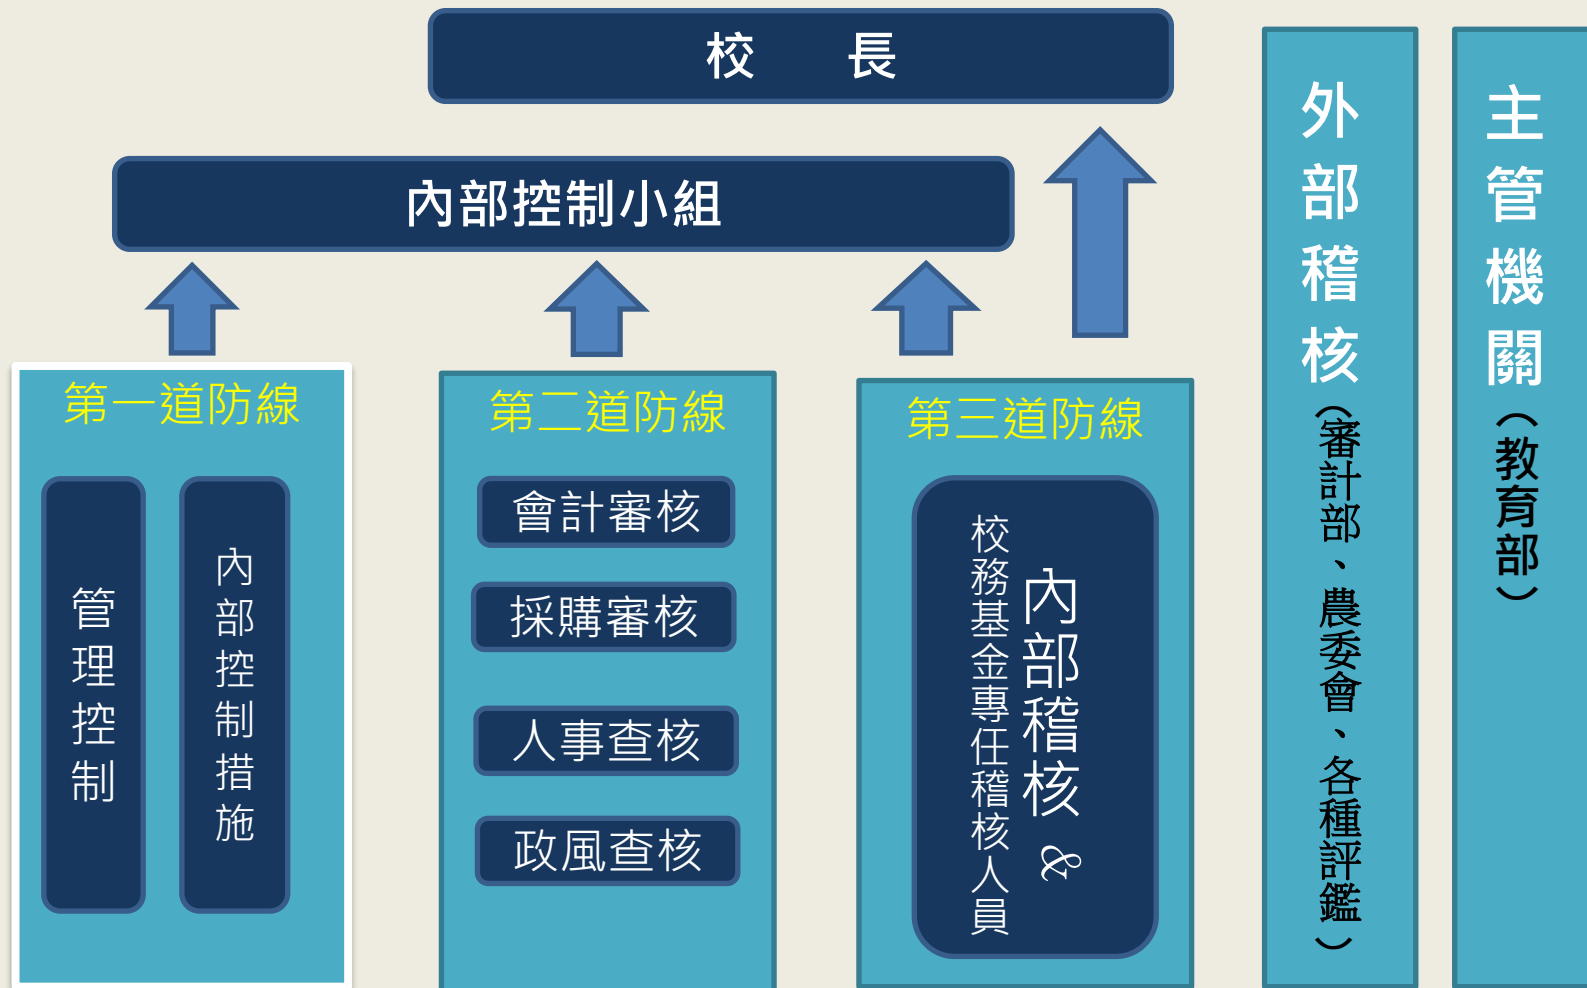 校　長
內部控制小組
第一道防線
管理控制
內部控制措施
第二道防線
會計審核
採購審核
人事查核
政風查核
第三道防線
內部稽核 &
校務基金專任稽核人員
外部稽核（審計部、農委會、各種評鑑）
主管機關（教育部）